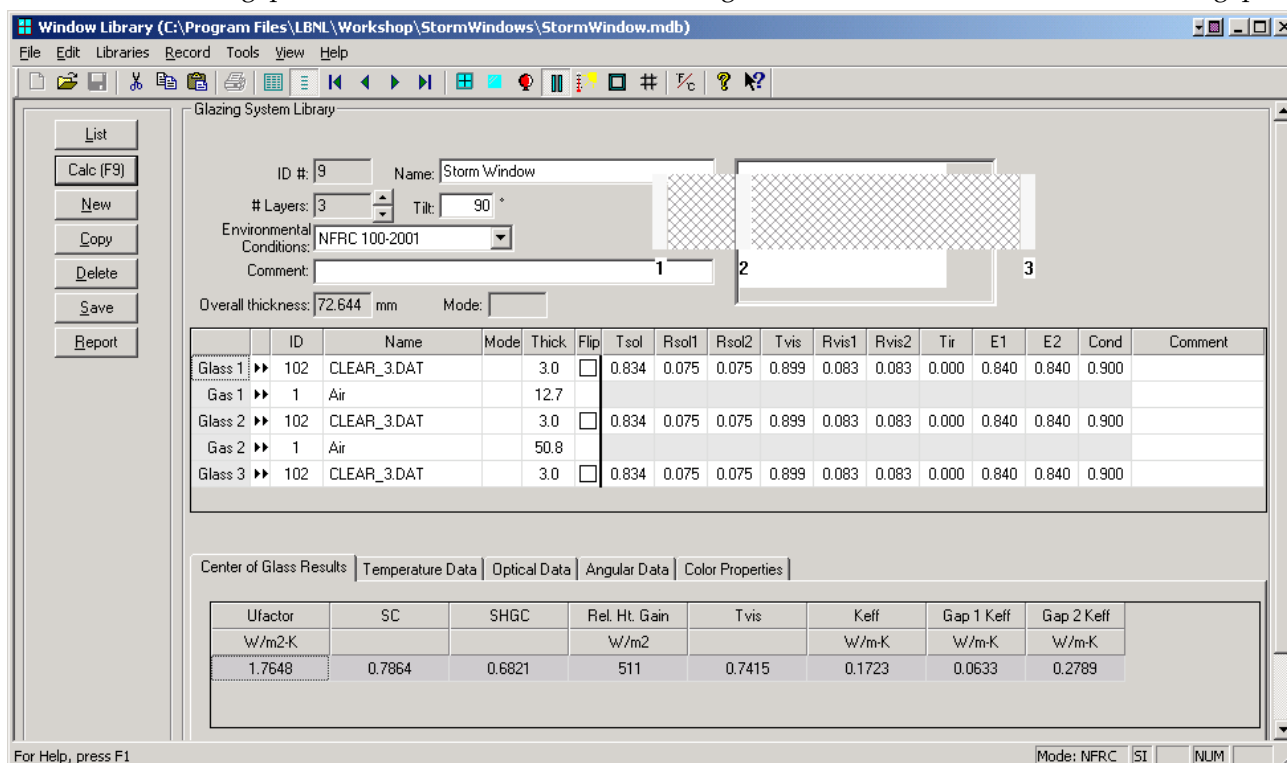 Window Library (C:\Program Files\LBNL\Workshop\StormWindows\StormWindow.mdb)
File Edit Libraries Record Tools View Help
Glazing System Library
List
Calc (F9)
New
Copy
Delete
Save
Report
ID #: 9 Name: Storm Window
# Layers: 3 Tilt: 90 °
Environmental Conditions: NFRC 100-2001
Comment:
1 2 3
Overall thickness: 72.644 mm Mode:
ID Name Mode Thick Flip Tsol Rsol1 Rsol2 Tvis Rvis1 Rvis2 Tir E1 E2 Cond Comment
Glass 1 102 CLEAR_3.DAT 3.0 0.834 0.075 0.075 0.899 0.083 0.083 0.000 0.840 0.840 0.900
Gas 1 1 Air 12.7
Glass 2 102 CLEAR_3.DAT 3.0 0.834 0.075 0.075 0.899 0.083 0.083 0.000 0.840 0.840 0.900
Gas 2 1 Air 50.8
Glass 3 102 CLEAR_3.DAT 3.0 0.834 0.075 0.075 0.899 0.083 0.083 0.000 0.840 0.840 0.900
Center of Glass Results Temperature Data Optical Data Angular Data Color Properties
Ufactor SC SHGC Rel. Ht. Gain Tvis Keff Gap 1 Keff Gap 2 Keff
W/m2-K W/m2 W/m-K W/m-K W/m-K
1.7648 0.7864 0.6821 511 0.7415 0.1723 0.0633 0.2789
For Help, press F1 Mode: NFRC SI NUM